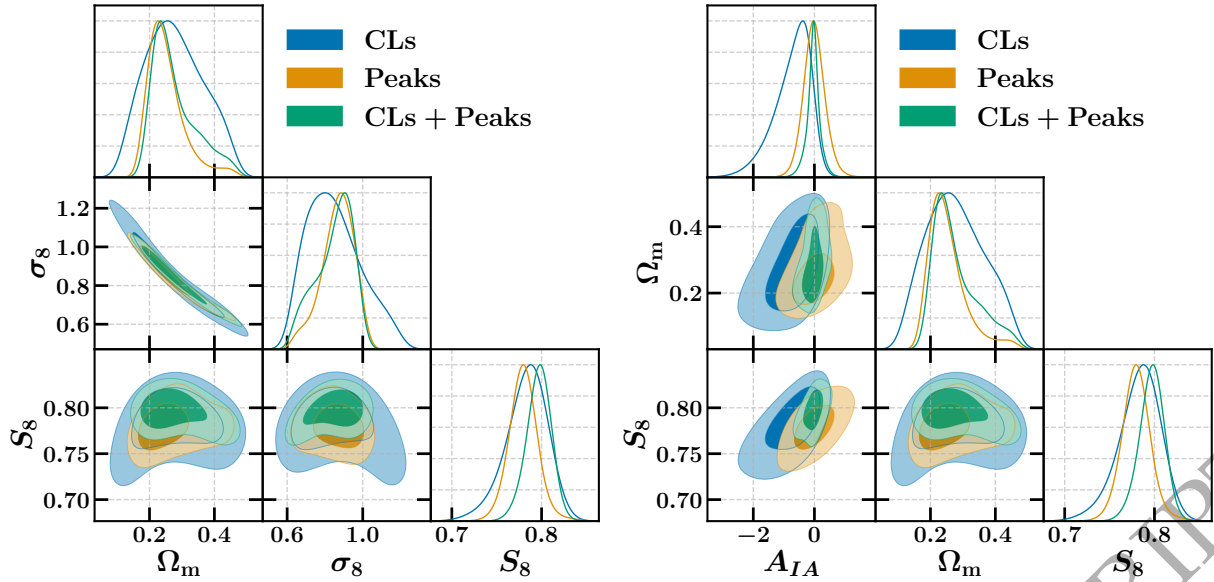 CLs
Peaks
CLs + Peaks
CLs
Peaks
CLs + Peaks
1.2
1.0
0.8
0.6
σ₈
0.4
0.2
Ωₘ
0.80
0.75
0.70
S₈
0.80
0.75
0.70
S₈
0.2 0.4
0.6 1.0
0.7 0.8
−2 0
0.2 0.4
0.7 0.8
Ωₘ σ₈ S₈
A_{IA} Ωₘ S₈